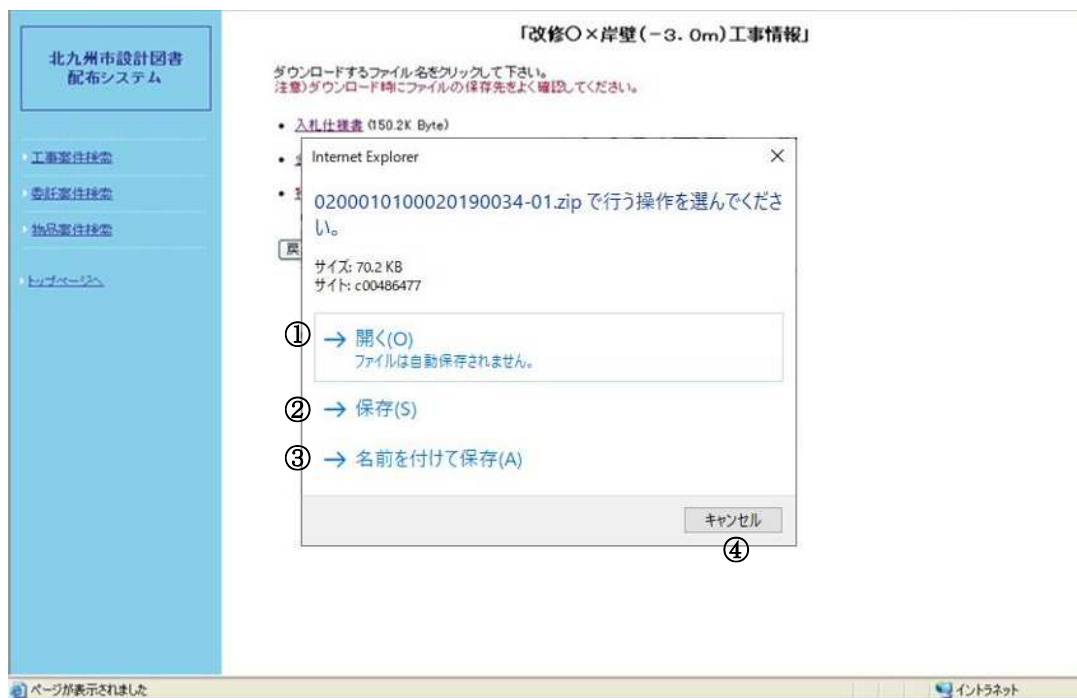 北九州市設計図書
配布システム
工事案件検索
委託案件検索
物品案件検索
トップページへ
「改修〇×岸壁(-3.0m)工事情報」
ダウンロードするファイル名をクリックして下さい。
注意)ダウンロード時にファイルの保存先をよく確認してください。
• 入札仕様書 (150.2K Byte)
Internet Explorer
0200010100020190034-01.zip で行う操作を選んでくださ
い。
サイズ: 70.2 KB
サイト: c00486477
① → 開く(O)
ファイルは自動保存されません。
② → 保存(S)
③ → 名前を付けて保存(A)
キャンセル
④
戻
ページが表示されました
イントラネット